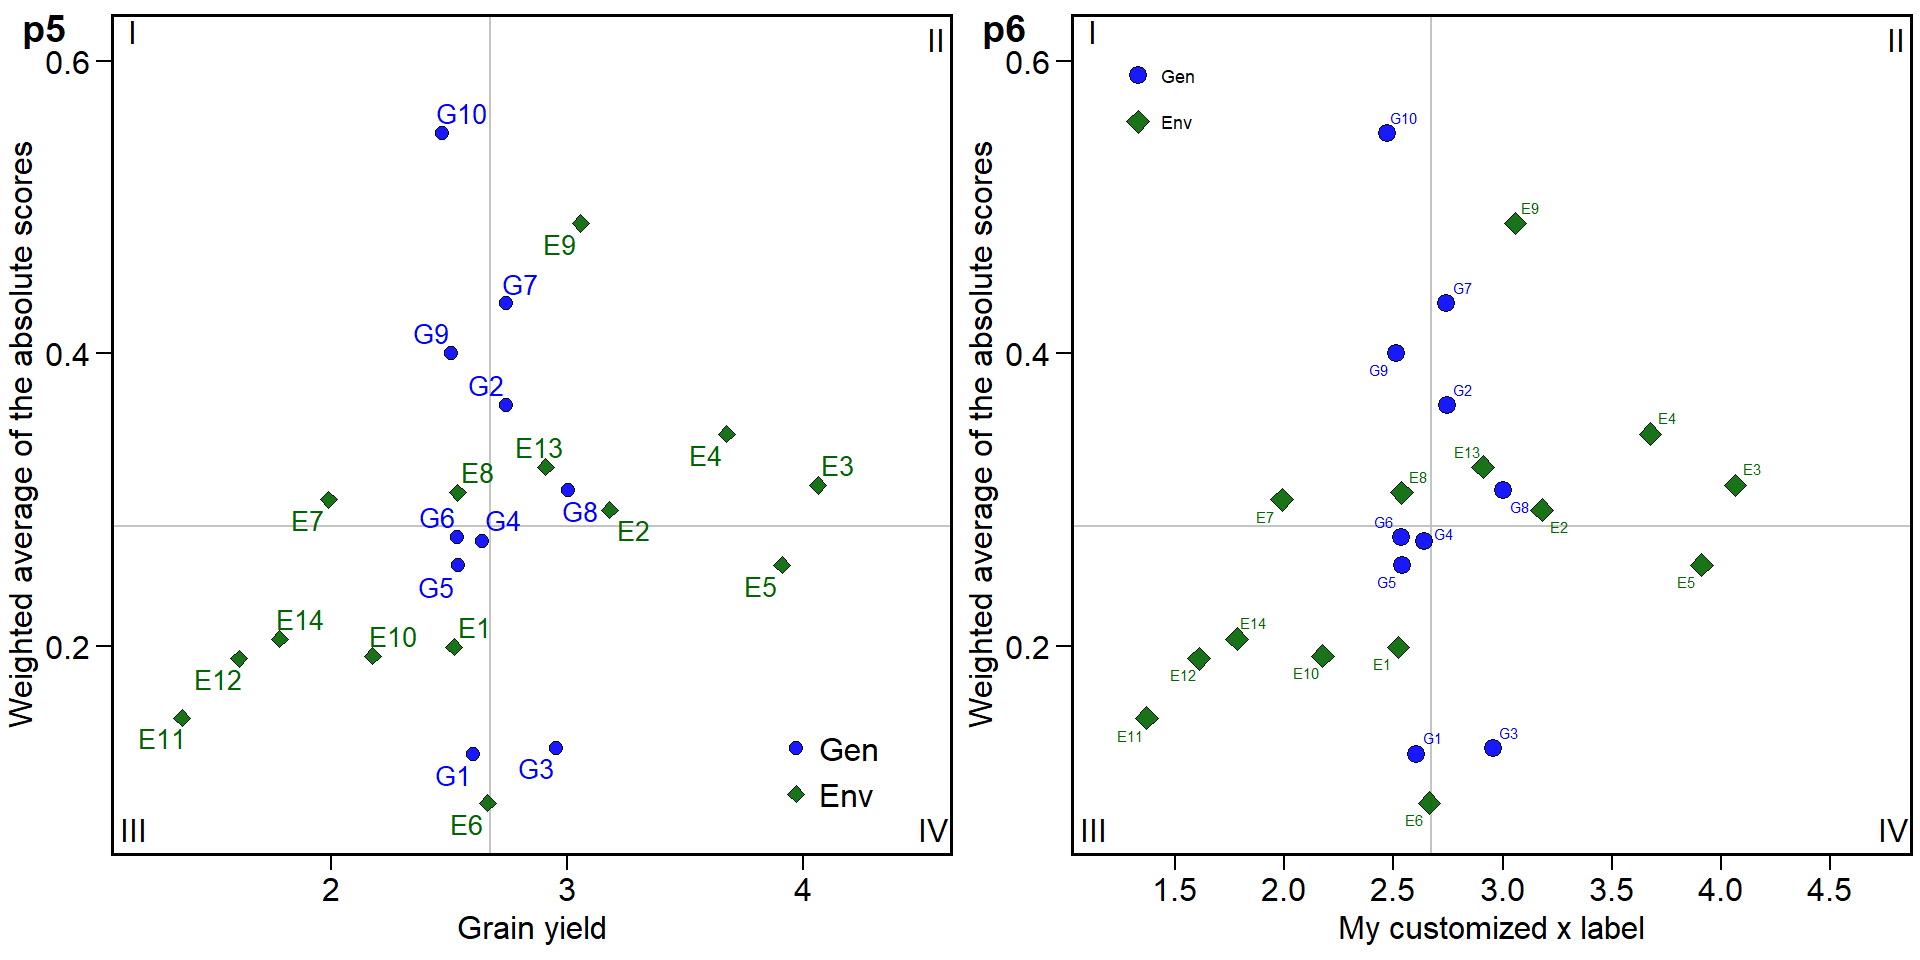 p5
I
II
0.6
G10
E9
G7
G9
0.4
G2
E13
E4
E3
E8
E7
G6
G4
G8
E2
G5
E5
E14
E10
E1
0.2
E12
E11
G1
G3
Gen
Env
E6
III
IV
2
3
4
Grain yield
Weighted average of the absolute scores
p6
I
II
0.6
Gen
Env
G10
E9
G7
0.4
G9
G2
E4
E13
E3
E8
E7
G8
G6
E2
G4
G5
E5
E14
0.2
E12
E10
E1
E11
G1
G3
E6
III
IV
1.5
2.0
2.5
3.0
3.5
4.0
4.5
My customized x label
Weighted average of the absolute scores